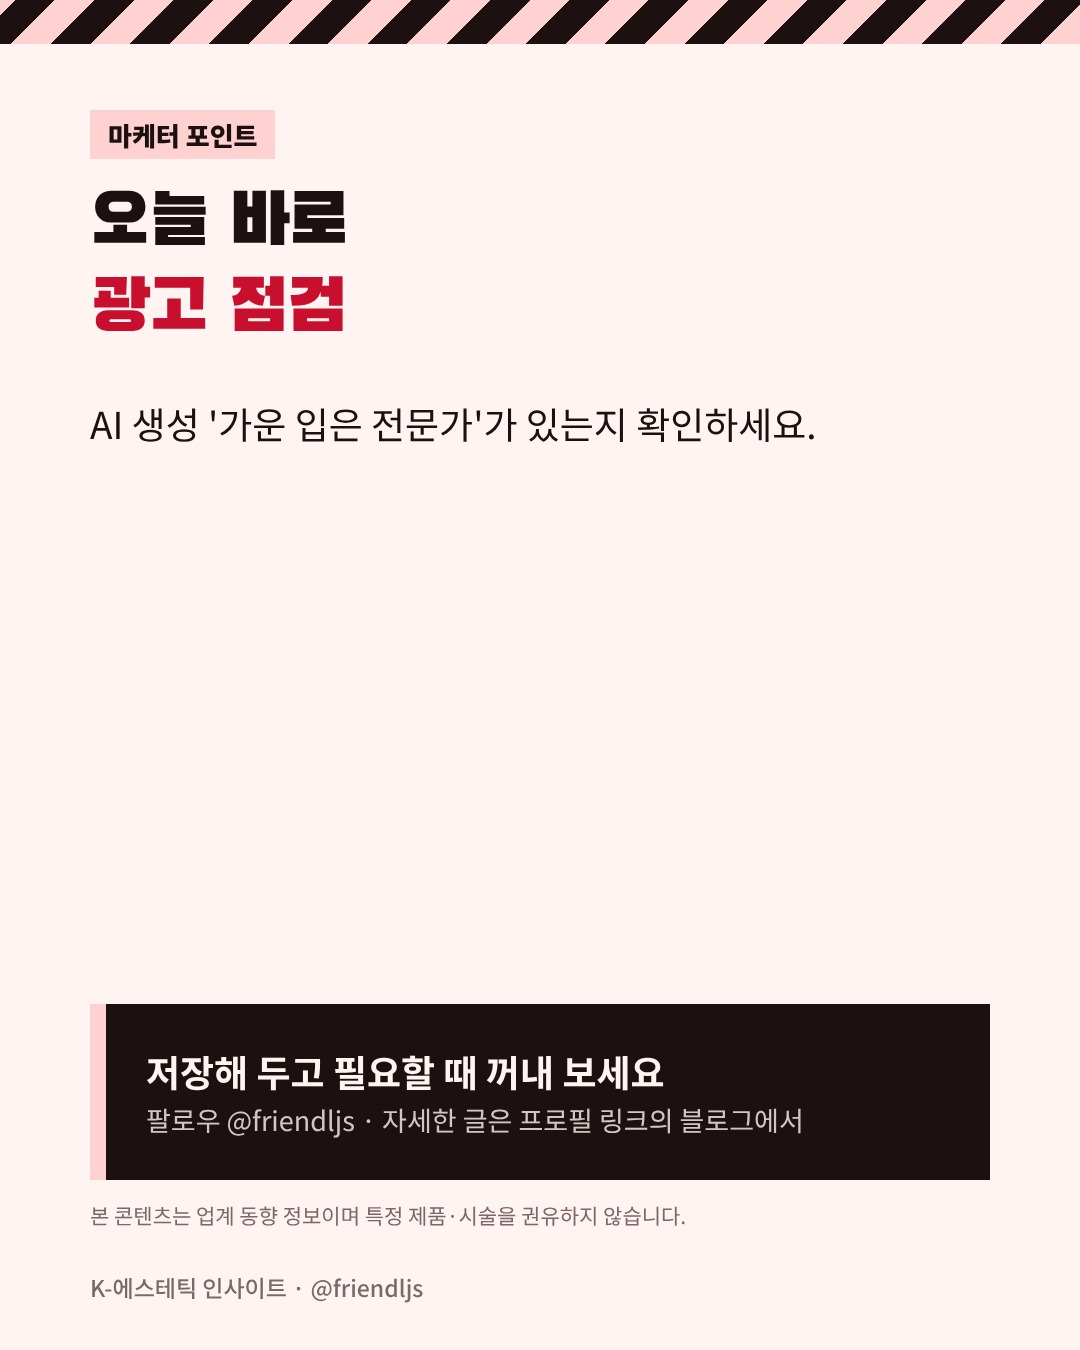 마케터 포인트
오늘 바로
광고 점검
AI 생성 '가운 입은 전문가'가 있는지 확인하세요.
저장해 두고 필요할 때 꺼내 보세요
팔로우 @friendljs · 자세한 글은 프로필 링크의 블로그에서
본 콘텐츠는 업계 동향 정보이며 특정 제품·시술을 권유하지 않습니다.
K-에스테틱 인사이트 · @friendljs